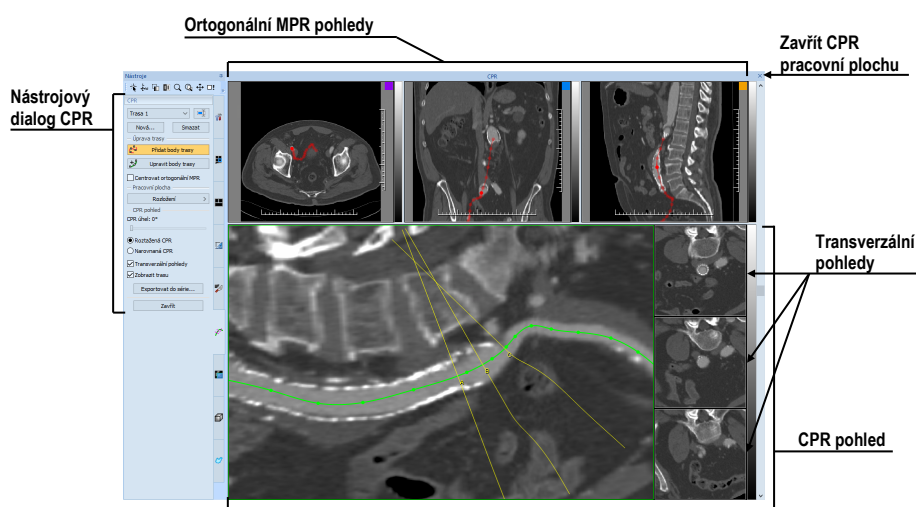 Ortogonální MPR pohledy
Zavřít CPR
pracovní plochu
Nástrojový
dialog CPR
Nástroje
CPR
CPR
Trasa 1
Nová...
Smazat
Úprava trasy
Přidat body trasy
Upravit body trasy
Centrovat ortogonální MPR
Pracovní plocha
Rozložení
CPR pohled
CPR úhel: 0°
Roztažená CPR
Narovnaná CPR
Transverzální pohledy
Zobrazit trasu
Exportovat do série...
Zavřít
Transverzální
pohledy
CPR pohled